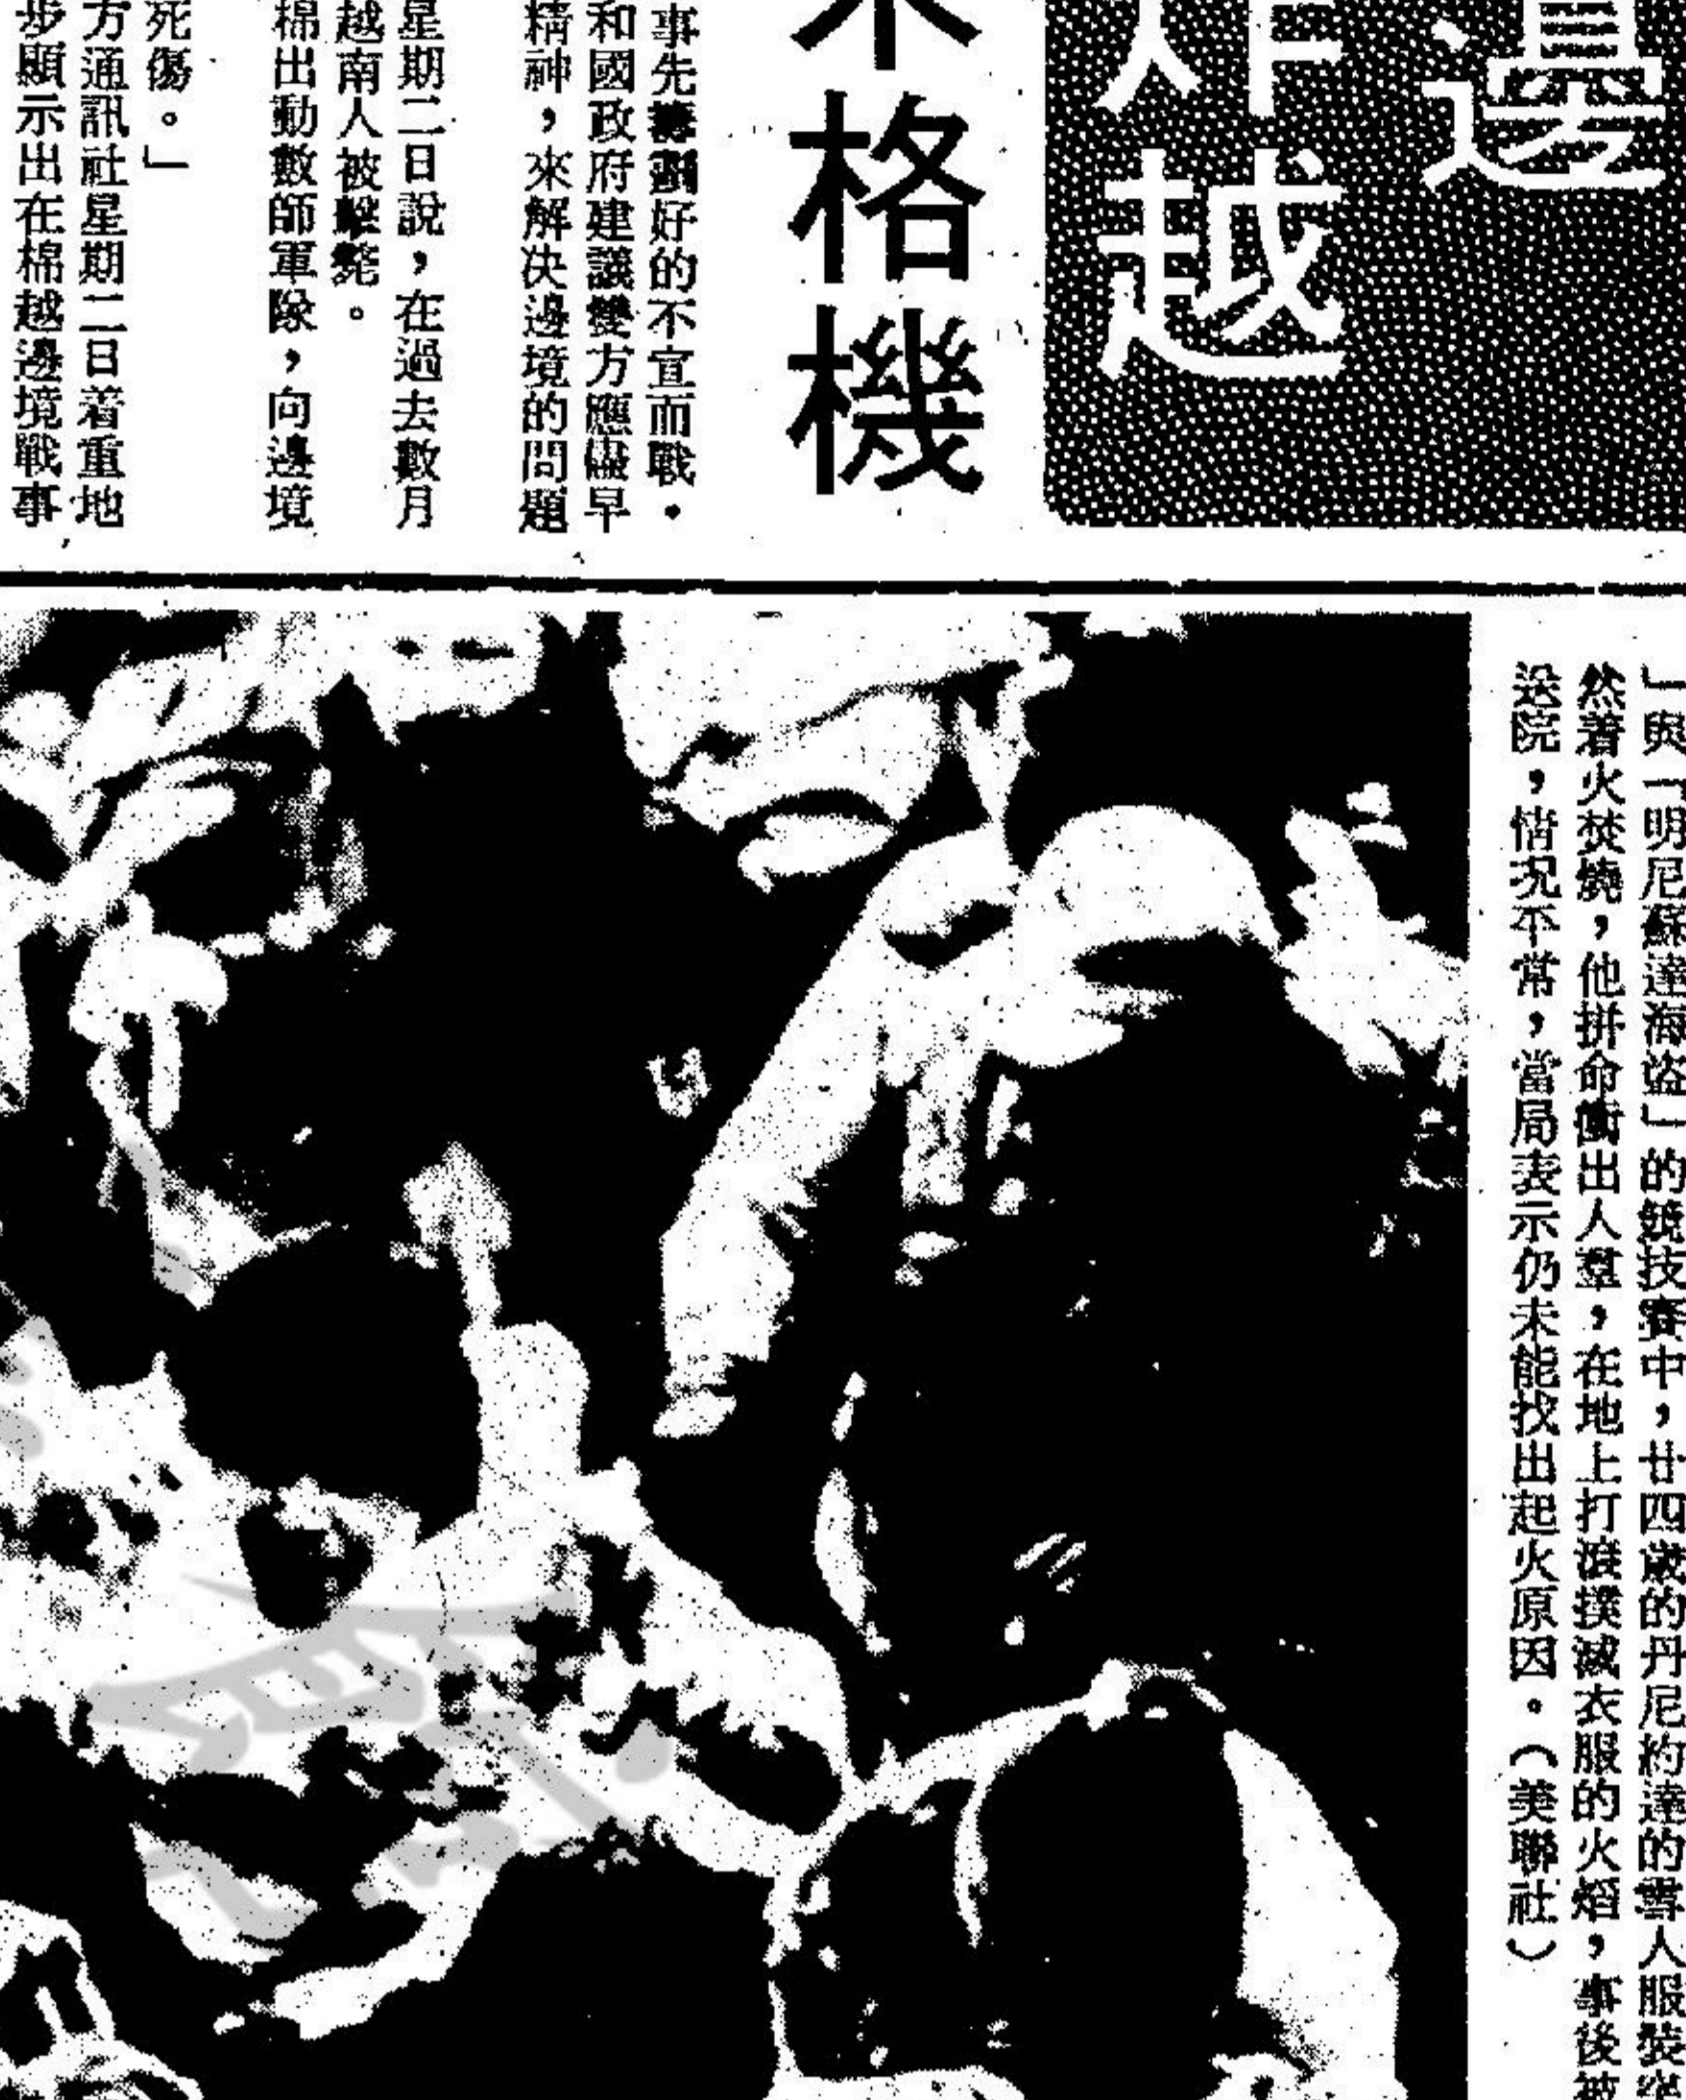 邊
炸越
米格機
事先籌劃好的不宣而戰。
和國政府建議雙方應儘早
精神，來解決邊境的問題
星期二日說，在過去數月
越南人被擊斃。
棉出動數師軍隊，向邊境
死傷。」
方通訊社星期二日着重地
步顯示出在棉越邊境戰事
」與「明尼蘇達海盜」的競技賽中，廿四歲的丹尼約達的雪人服裝突
然着火焚燒，他拼命衝出人羣，在地上打滾撲滅衣服的火焰，事後被
送院，情况不常，當局表示仍未能找出起火原因。（美聯社）